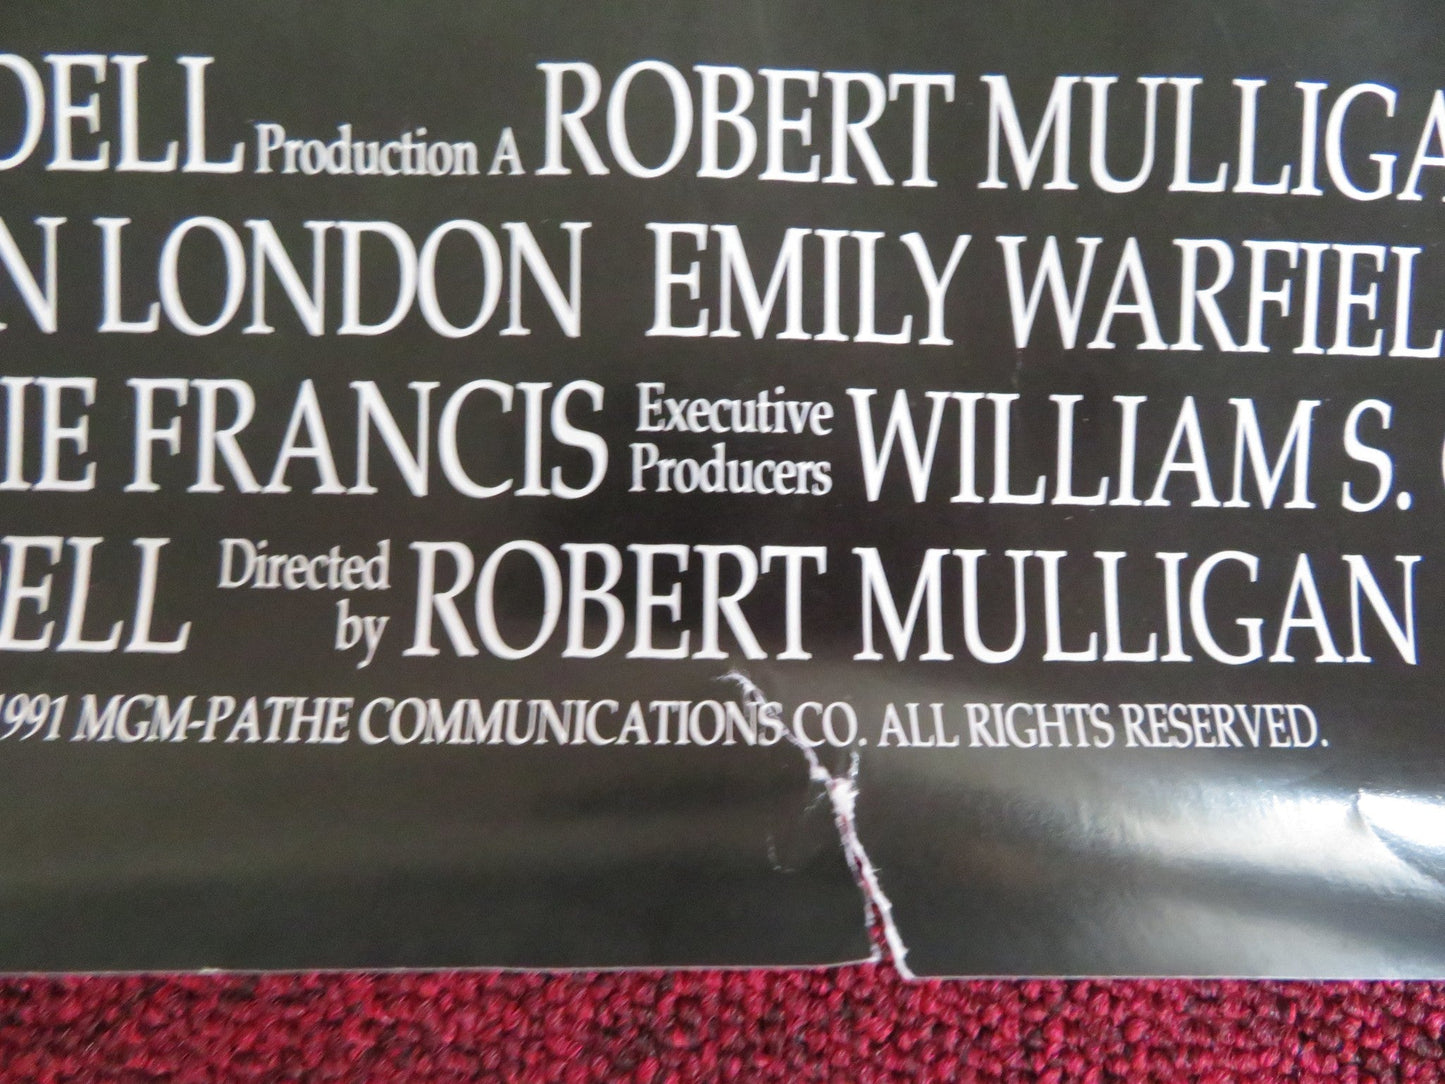 DELL Production A ROBERT MULLIGA
N LONDON EMILY WARFIEL
IE FRANCIS Executive Producers WILLIAM S.
DELL Directed by ROBERT MULLIGAN
1991 MGM-PATHE COMMUNICATIONS CO. ALL RIGHTS RESERVED.